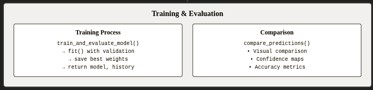 Training & Evaluation
Training Process
train_and_evaluate_model()
→ fit() with validation
→ save best weights
→ return model, history
Comparison
compare_predictions()
• Visual comparison
• Confidence maps
• Accuracy metrics